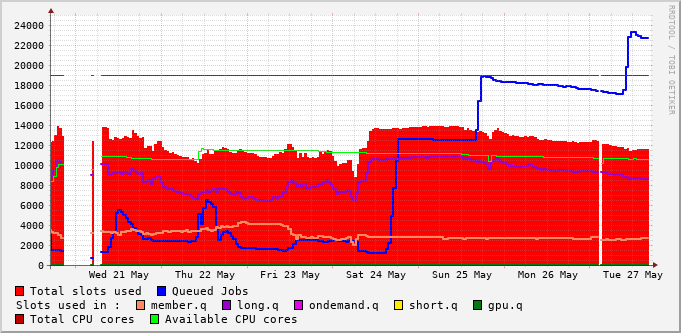 RRDTOOL / TOBI OETIKER
24000
22000
20000
18000
16000
14000
12000
10000
8000
6000
4000
2000
0
Wed 21 May Thu 22 May Fri 23 May Sat 24 May Sun 25 May Mon 26 May Tue 27 May
Total slots used Queued Jobs
Slots used in : member.q long.q ondemand.q short.q gpu.q
Total CPU cores Available CPU cores